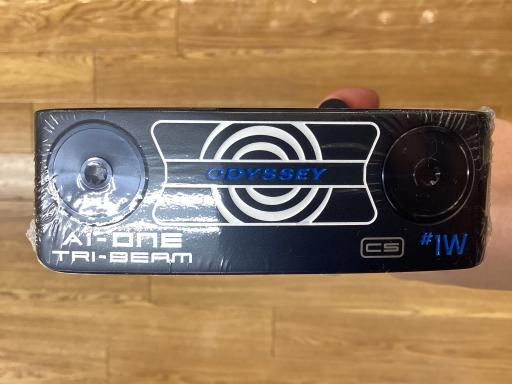 ODYSSEY
AI-ONE
TRI-BEAM
CS
#1W